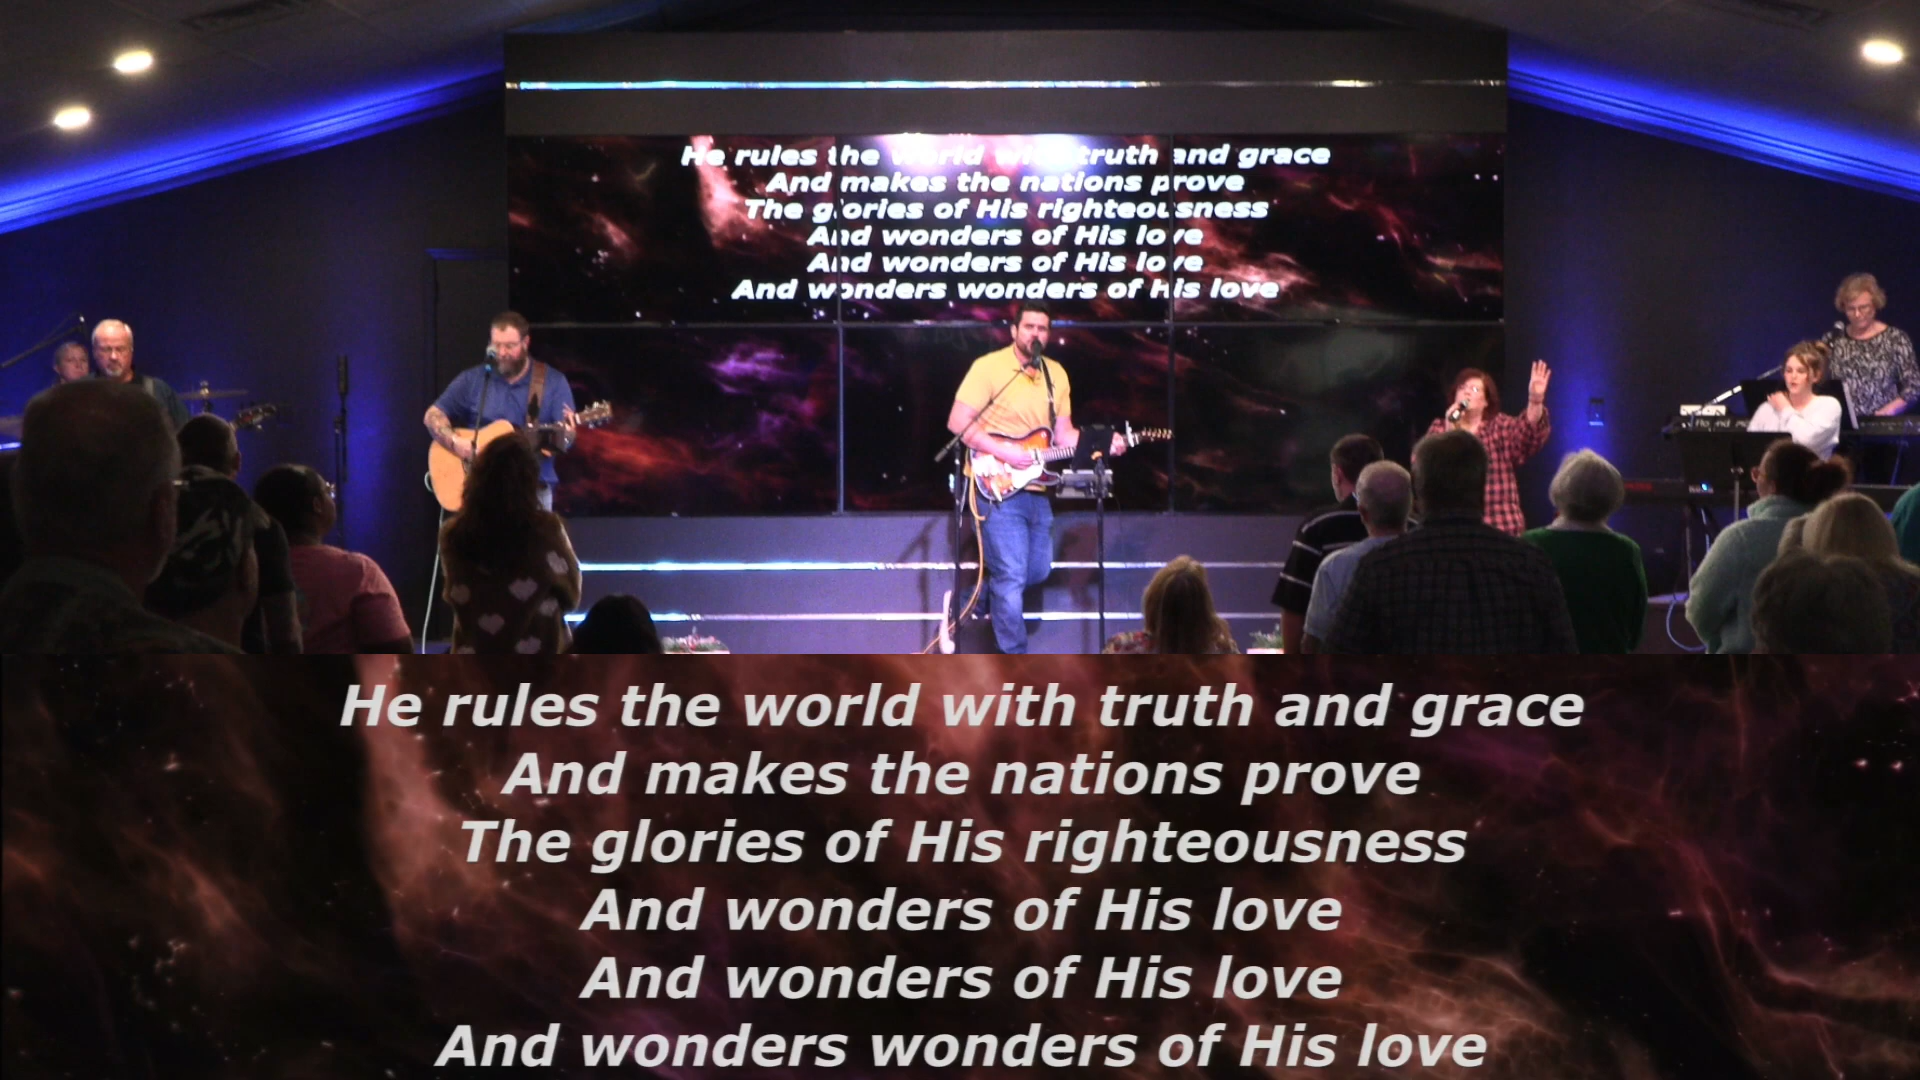 He rules the world with truth and grace
And makes the nations prove
The glories of His righteousness
And wonders of His love
And wonders of His love
And wonders wonders of His love
Roland
He rules the world with truth and grace
And makes the nations prove
The glories of His righteousness
And wonders of His love
And wonders of His love
And wonders wonders of His love